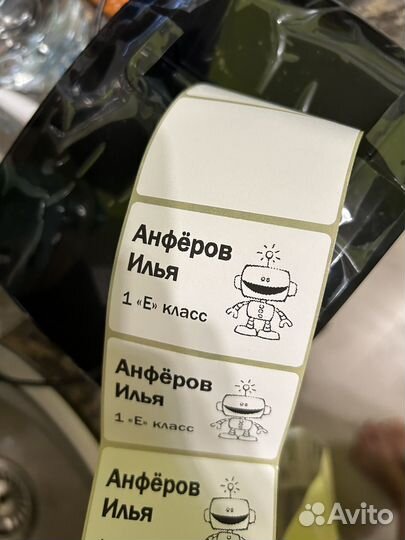 Анфёров
Илья
1 «Е» класс
Анфёров
Илья
1 «Е» класс
Анфёров
Илья
Avito